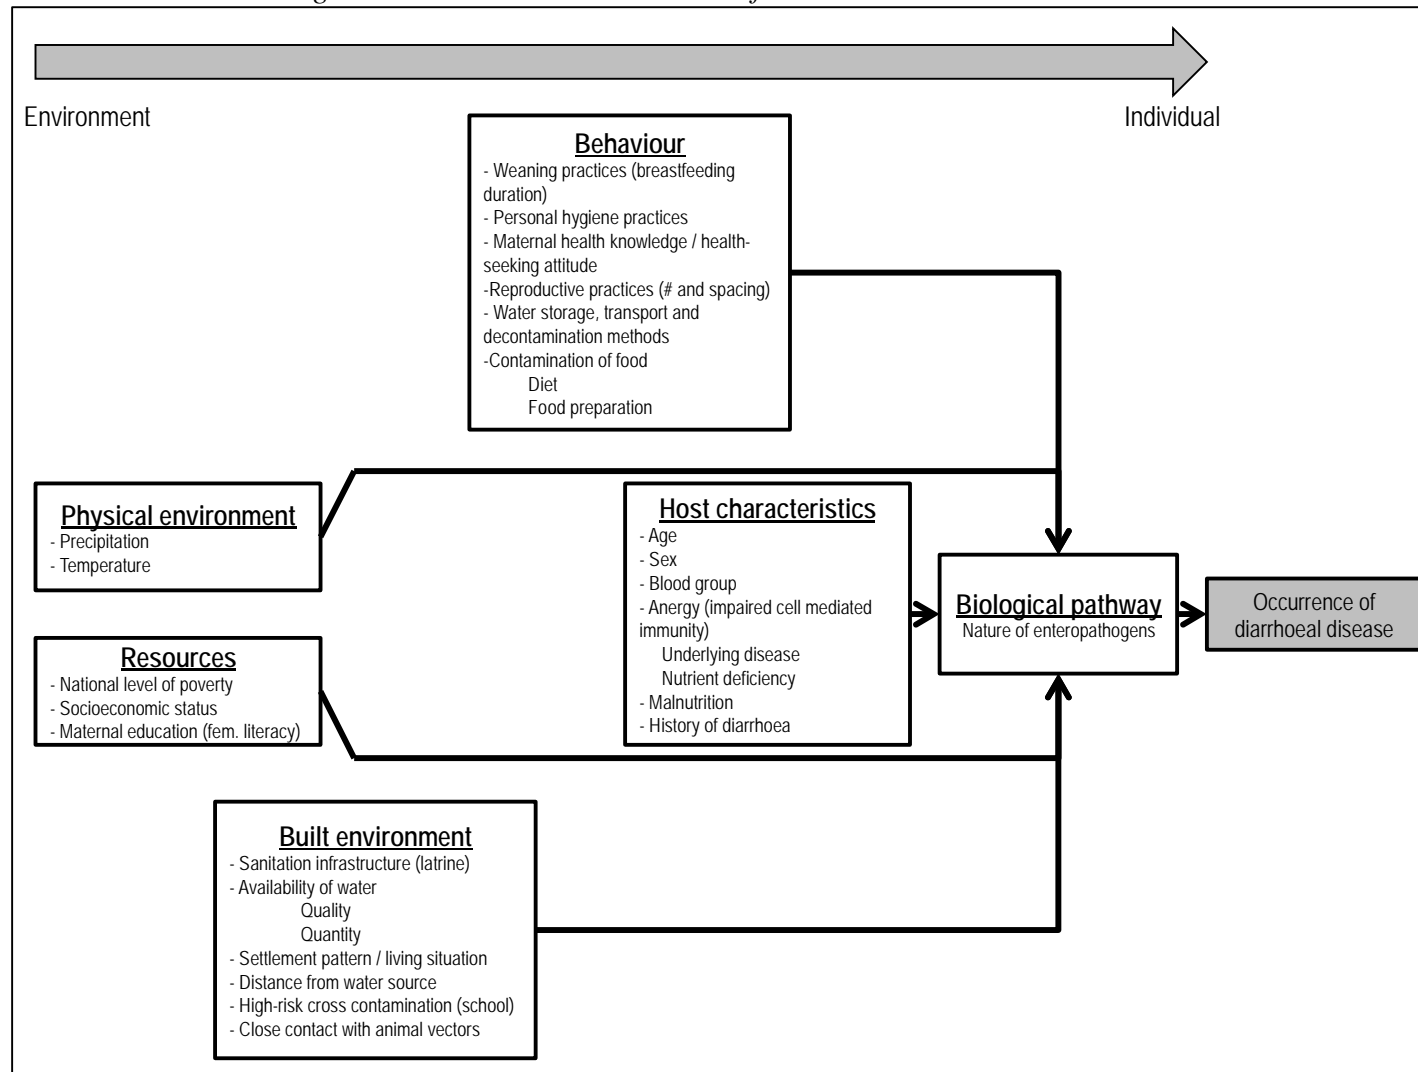 Environment
Individual
Behaviour
- Weaning practices (breastfeeding
duration)
- Personal hygiene practices
- Maternal health knowledge / health-
seeking attitude
-Reproductive practices (# and spacing)
- Water storage, transport and
decontamination methods
-Contamination of food
Diet
Food preparation
Physical environment
- Precipitation
- Temperature
Host characteristics
- Age
- Sex
- Blood group
- Anergy (impaired cell mediated
immunity)
Underlying disease
Nutrient deficiency
- Malnutrition
- History of diarrhoea
Biological pathway
Nature of enteropathogens
Occurrence of
diarrhoeal disease
Resources
- National level of poverty
- Socioeconomic status
- Maternal education (fem. literacy)
Built environment
- Sanitation infrastructure (latrine)
- Availability of water
Quality
Quantity
- Settlement pattern / living situation
- Distance from water source
- High-risk cross contamination (school)
- Close contact with animal vectors